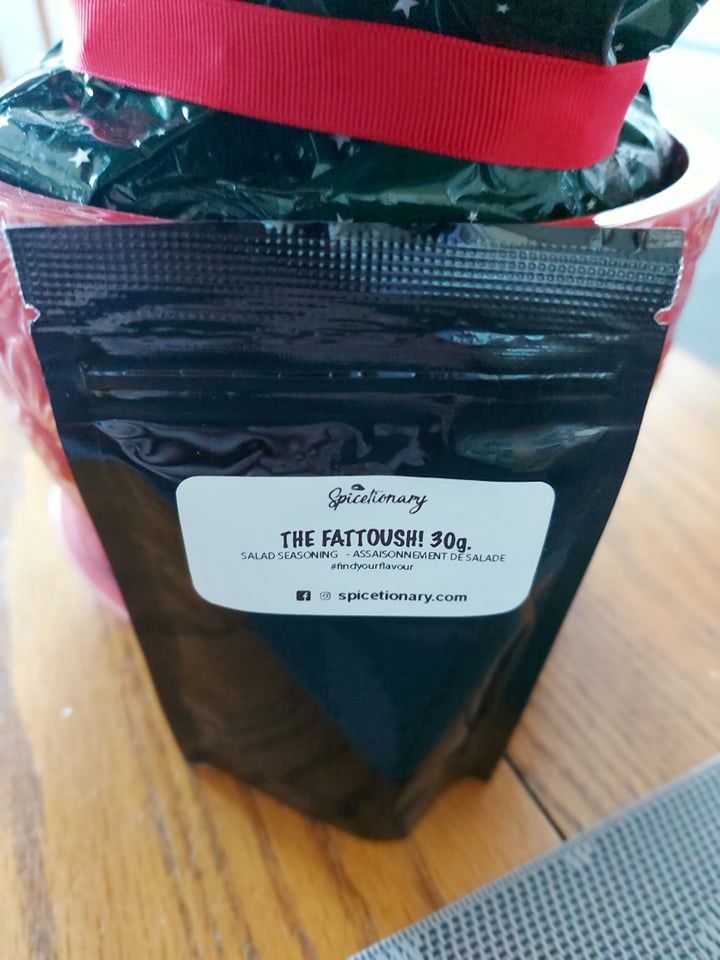 Spicetionary
THE FATTOUSH! 30g.
SALAD SEASONING - ASSAISONNEMENT DE SALADE
#findyourflavour
spicetionary.com